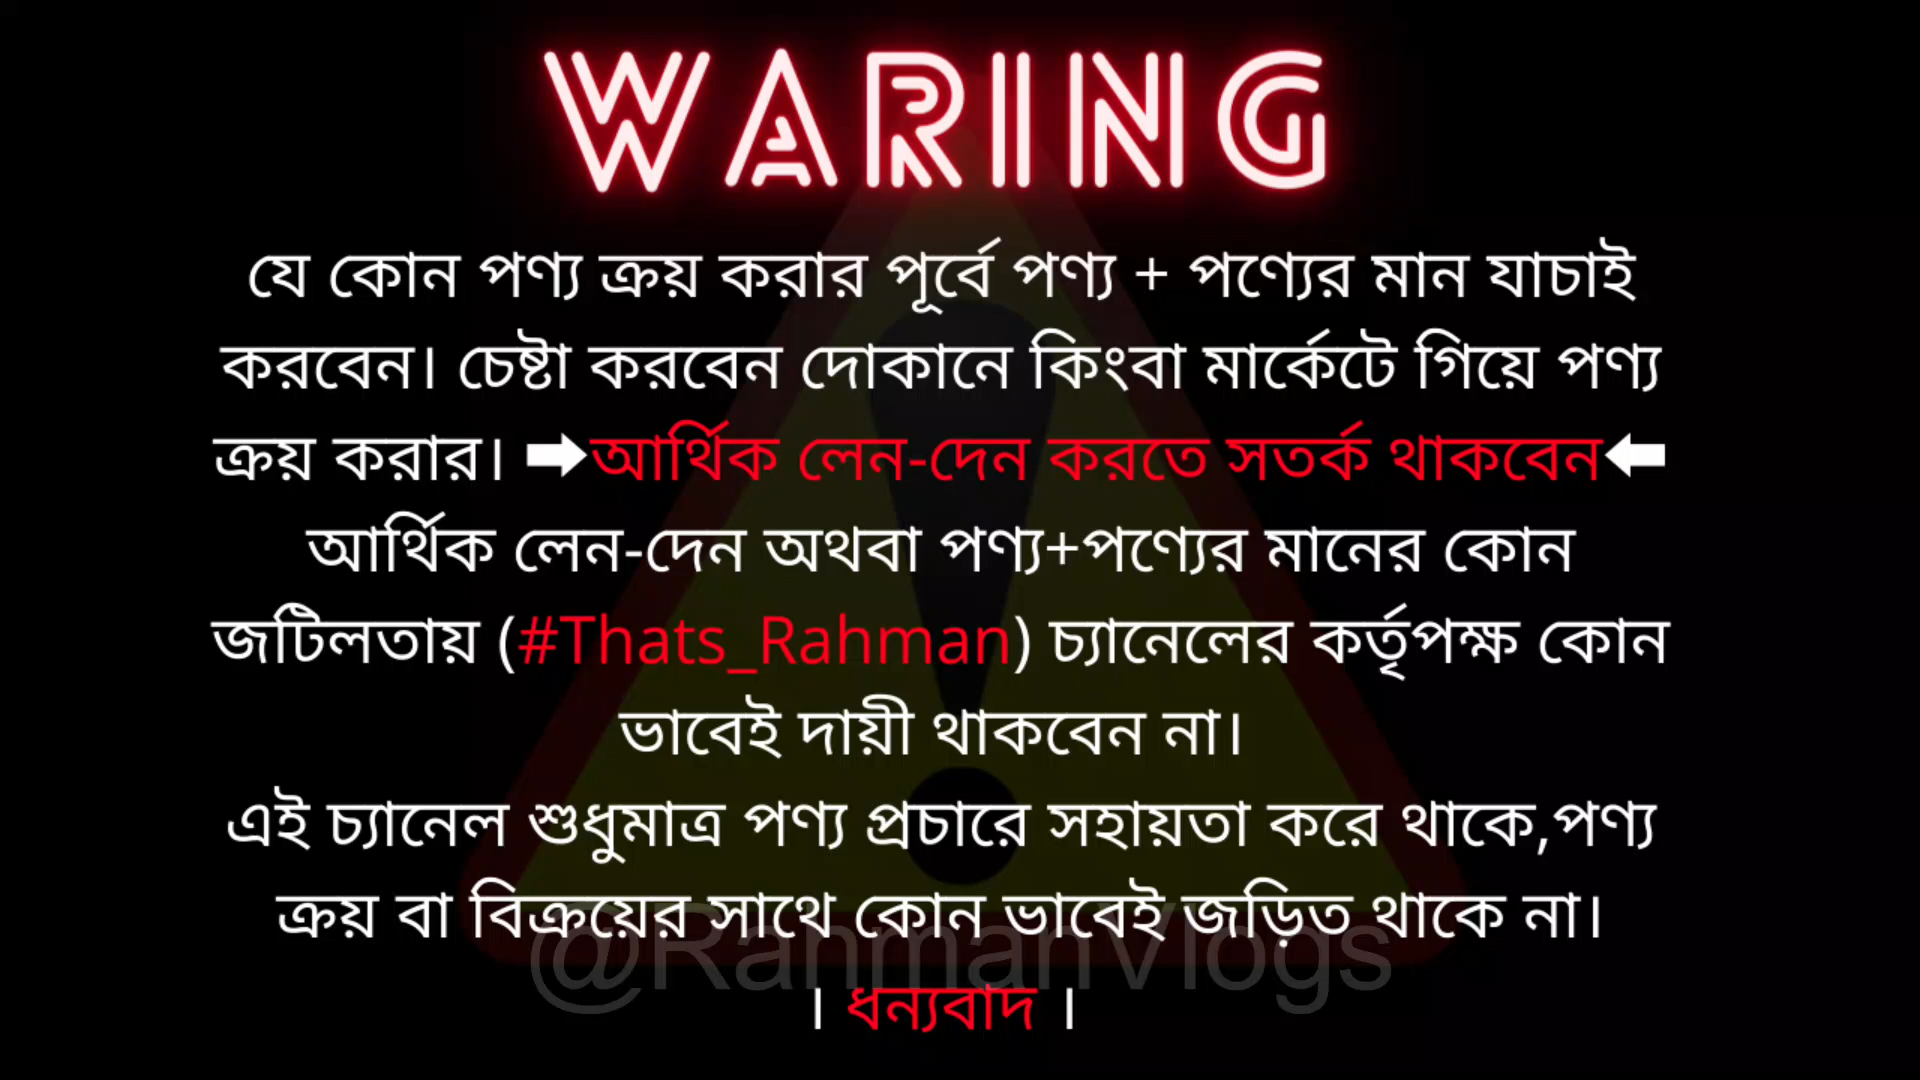 WARING
যে কোন পণ্য ক্রয় করার পূর্বে পণ্য + পণ্যের মান যাচাই
করবেন। চেষ্টা করবেন দোকানে কিংবা মার্কেটে গিয়ে পণ্য
ক্রয় করার। ➡আর্থিক লেন-দেন করতে সতর্ক থাকবেন⬅
আর্থিক লেন-দেন অথবা পণ্য+পণ্যের মানের কোন
জটিলতায় (#Thats_Rahman) চ্যানেলের কর্তৃপক্ষ কোন
ভাবেই দায়ী থাকবেন না।
এই চ্যানেল শুধুমাত্র পণ্য প্রচারে সহায়তা করে থাকে,পণ্য
ক্রয় বা বিক্রয়ের সাথে কোন ভাবেই জড়িত থাকে না।
@RahmanVlogs
। ধন্যবাদ ।